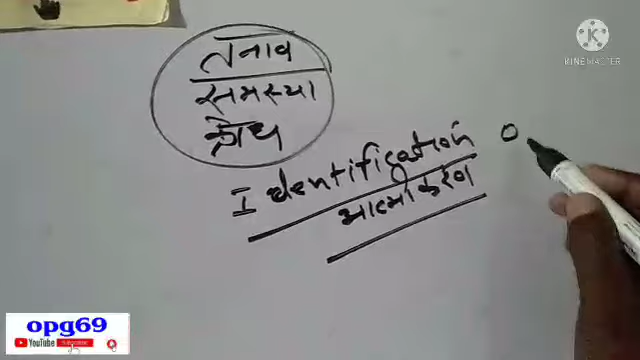 तनाव
समस्या
क्रोध
Identification o
आत्मीकरण
KINEMASTER
opg69
YouTube